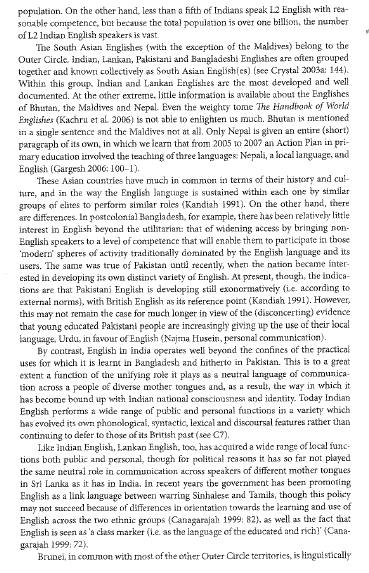 population. On the other hand, less than a fifth of Indians speak L2 English with rea-
sonable competence, but because the total population is over one billion, the number
of L2 Indian English speakers is vast.
The South Asian Englishes (with the exception of the Maldives) belong to the
Outer Circle. Indian, Lankan, Pakistani and Bangladeshi Englishes are often grouped
together and known collectively as South Asian English(es) (see Crystal 2003a: 144).
Within this group, Indian and Lankan Englishes are the most developed and well
documented. At the other extreme, little information is available about the Englishes
of Bhutan, the Maldives and Nepal. Even the weighty tome The Handbook of World
Englishes (Kachru et al. 2006) is not able to enlighten us much. Bhutan is mentioned
in a single sentence and the Maldives not at all. Only Nepal is given an entire (short)
paragraph of its own, in which we learn that from 2005 to 2007 an Action Plan in pri-
mary education involved the teaching of three languages: Nepali, a local language, and
English (Gargesh 2006: 100–1).
These Asian countries have much in common in terms of their history and cul-
ture, and in the way the English language is sustained within each one by similar
groups of elites to perform similar roles (Kandiah 1991). On the other hand, there
are differences. In postcolonial Bangladesh, for example, there has been relatively little
interest in English beyond the utilitarian: that of widening access by bringing non-
English speakers to a level of competence that will enable them to participate in those
'modern' spheres of activity traditionally dominated by the English language and its
users. The same was true of Pakistan until recently, when the nation became inter-
ested in developing its own distinct variety of English. At present, though, the indica-
tions are that Pakistani English is developing still exonormatively (i.e. according to
external norms), with British English as its reference point (Kandiah 1991). However,
this may not remain the case for much longer in view of the (disconcerting) evidence
that young educated Pakistani people are increasingly giving up the use of their local
language, Urdu, in favour of English (Najma Husein, personal communication).
By contrast, English in India operates well beyond the confines of the practical
uses for which it is learnt in Bangladesh and hitherto in Pakistan. This is to a great
extent a function of the unifying role it plays as a neutral language of communica-
tion across a people of diverse mother tongues and, as a result, the way in which it
has become bound up with Indian national consciousness and identity. Today Indian
English performs a wide range of public and personal functions in a variety which
has evolved its own phonological, syntactic, lexical and discoursal features rather than
continuing to defer to those of its British past (see C7).
Like Indian English, Lankan English, too, has acquired a wide range of local func-
tions both public and personal, though for political reasons it has so far not played
the same neutral role in communication across speakers of different mother tongues
in Sri Lanka as it has in India. In recent years the government has been promoting
English as a link language between warring Sinhalese and Tamils, though this policy
may not succeed because of differences in orientation towards the learning and use of
English across the two ethnic groups (Canagarajah 1999: 82), as well as the fact that
English is seen as 'a class marker (i.e. as the language of the educated and rich)' (Cana-
garajah 1999: 72).
Brunei, in common with most of the other Outer Circle territories, is linguistically